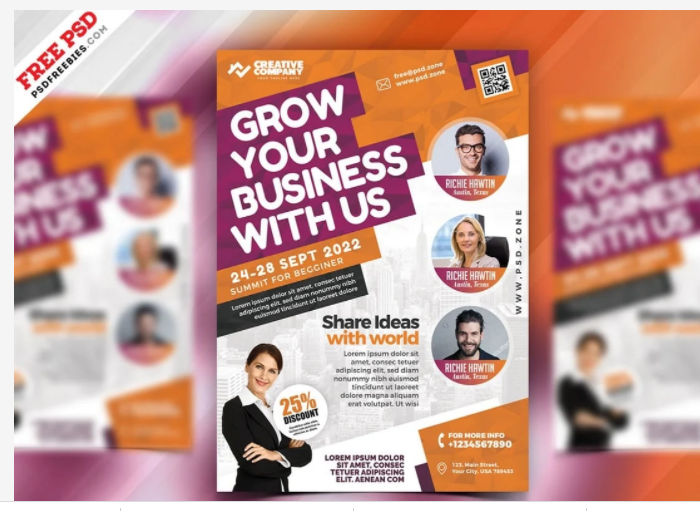 FREE PSD
PSDFREEBIES.COM
CREATIVE
COMPANY
free@psd.zone
www.psd.zone
GROW
YOUR
BUSINESS
WITH US
24-28 SEPT 2022
SUMMIT FOR BEGGINER
Lorem ipsum dolor sit amet, consec tetuer
adipiscing elit, sed diam nonummy nibh
euismod tincidunt ut laoreet dolore
RICHIE HAWTIN
Austin, Texas
RICHIE HAWTIN
Austin, Texas
RICHIE HAWTIN
Austin, Texas
WWW.PSD.ZONE
Share Ideas
with world
Lorem ipsum dolor sit
amet, consec tetuer
adipiscing elit, sed diam
nonummy nibh euismod
tincidunt ut laoreet
dolore magna aliquam
erat volutpat. Ut wisi
25%
DISCOUNT
LOREM IPSUM DOLOR
SIT AMET, CONSEC
TETUER ADIPISCING
ELIT. AENEAN COM
FOR MORE INFO
+1234567890
123, Main Street,
Your City, USA 789453